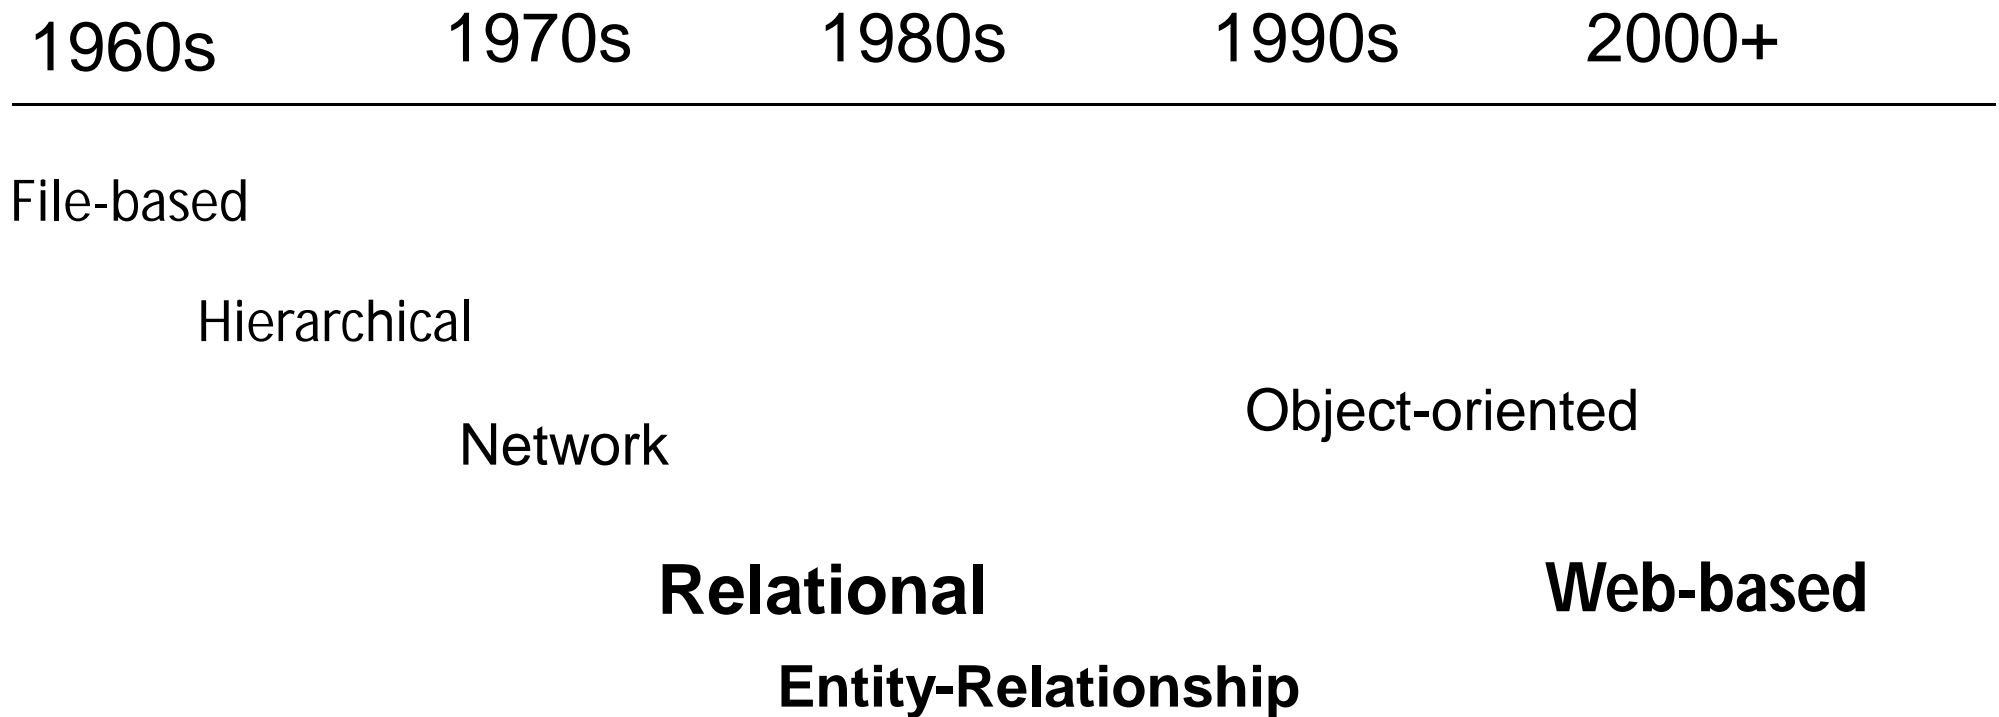 1960s 1970s 1980s 1990s 2000+
File-based
Hierarchical
Object-oriented
Network
Relational
Web-based
Entity-Relationship